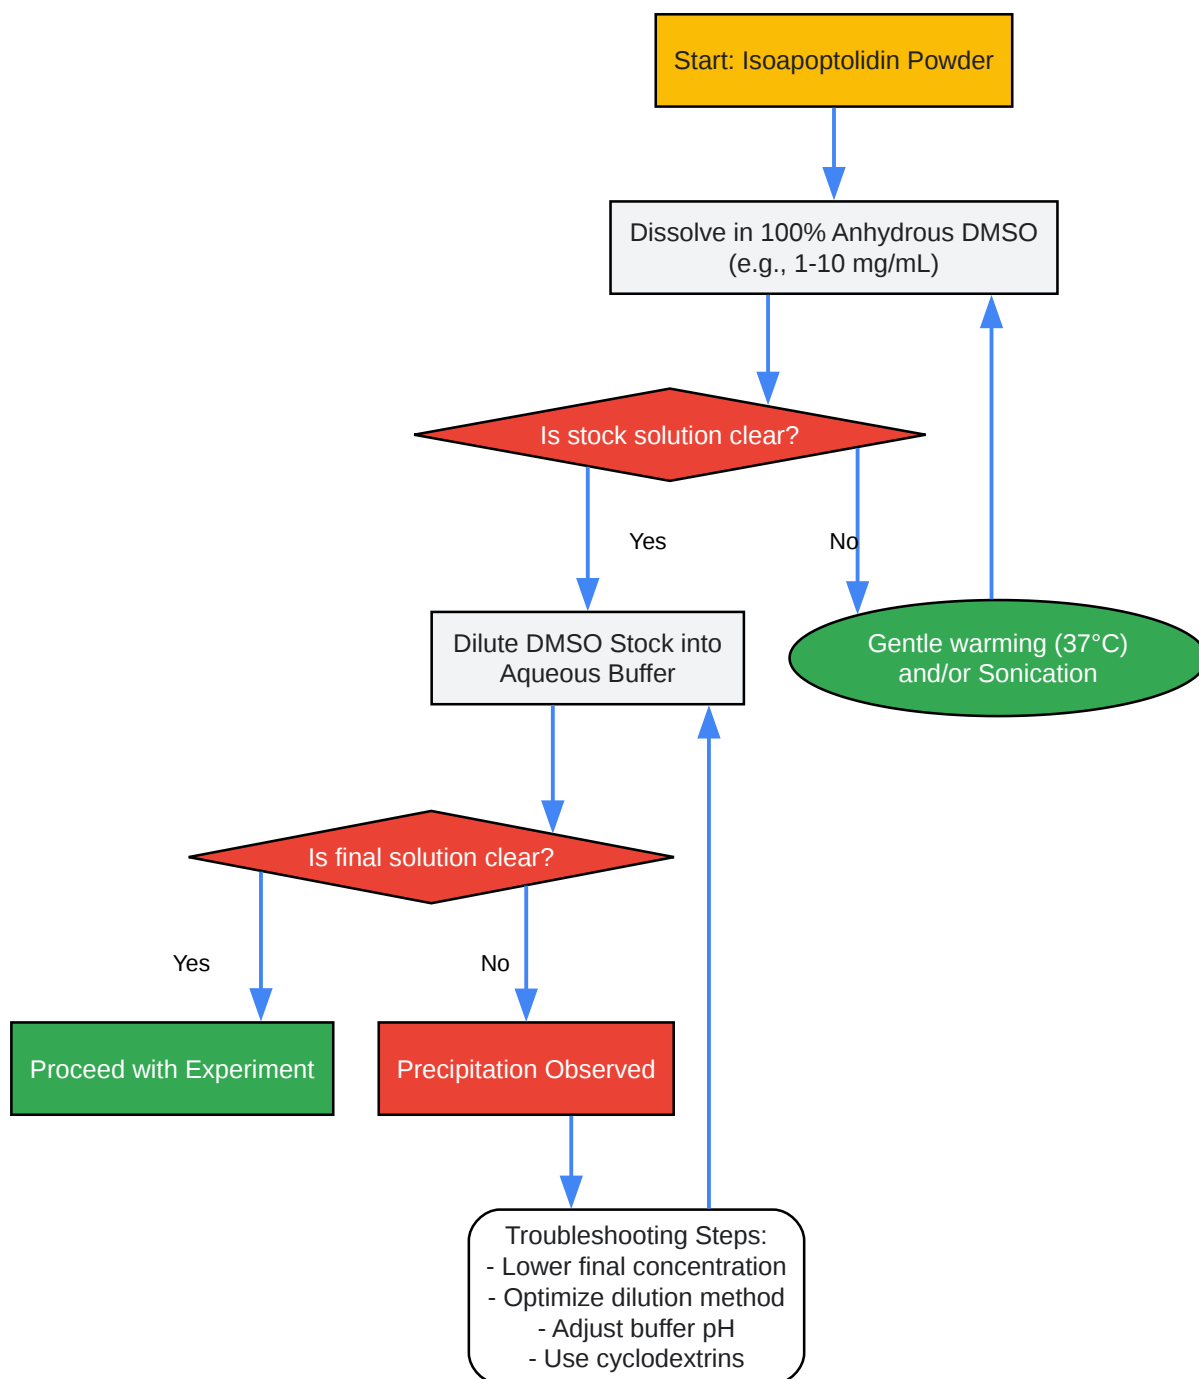 Start: Isoapoptolidin Powder
Dissolve in 100% Anhydrous DMSO
(e.g., 1-10 mg/mL)
Is stock solution clear?
Yes
No
Dilute DMSO Stock into
Aqueous Buffer
Gentle warming (37°C)
and/or Sonication
Is final solution clear?
Yes
No
Proceed with Experiment
Precipitation Observed
Troubleshooting Steps:
- Lower final concentration
- Optimize dilution method
- Adjust buffer pH
- Use cyclodextrins